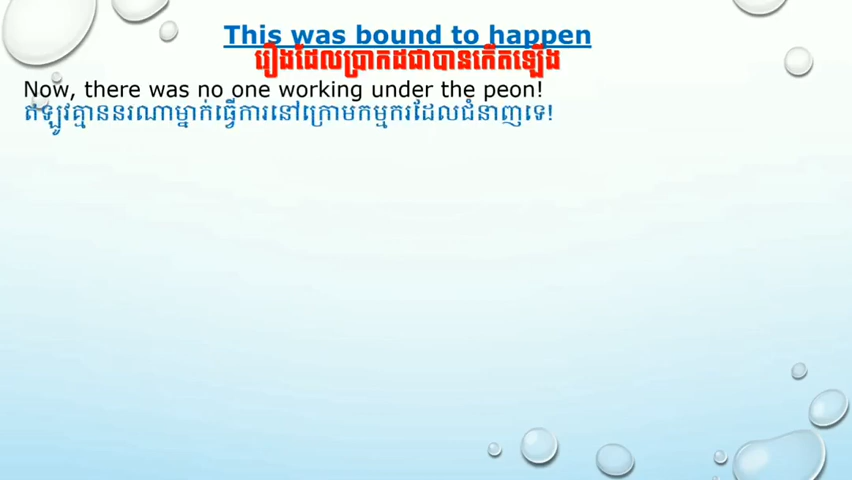 This was bound to happen
រឿងដែលប្រាកដជាបានកើតឡើង
Now, there was no one working under the peon!
ឥឡូវគ្មាននរណាម្នាក់ធ្វើការនៅក្រោមកម្មករដែលជំនាញទេ!